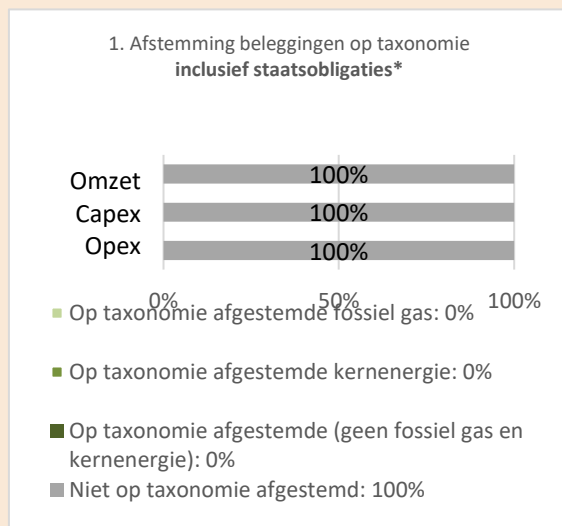 1. Afstemming beleggingen op taxonomie
inclusief staatsobligaties*
Omzet 100%
Capex 100%
Opex 100%
0% 50% 100%
Op taxonomie afgestemde fossiel gas: 0%
Op taxonomie afgestemde kernenergie: 0%
Op taxonomie afgestemde (geen fossiel gas en
kernenergie): 0%
Niet op taxonomie afgestemd: 100%